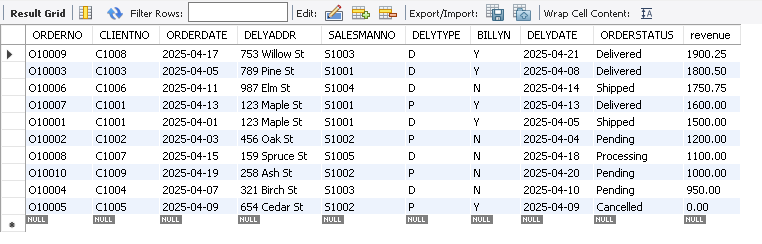 Result Grid Filter Rows: Edit: Export/Import: Wrap Cell Content: IA
ORDERNO CLIENTNO ORDERDATE DELYADDR SALESMANNO DELYTYPE BILLYN DELYDATE ORDERSTATUS revenue
O10009 C1008 2025-04-17 753 Willow St S1003 D Y 2025-04-21 Delivered 1900.25
O10003 C1003 2025-04-05 789 Pine St S1001 D Y 2025-04-08 Delivered 1800.50
O10006 C1006 2025-04-11 987 Elm St S1004 D N 2025-04-14 Shipped 1750.75
O10007 C1001 2025-04-13 123 Maple St S1001 P Y 2025-04-13 Delivered 1600.00
O10001 C1001 2025-04-01 123 Maple St S1001 D Y 2025-04-05 Shipped 1500.00
O10002 C1002 2025-04-03 456 Oak St S1002 P N 2025-04-04 Pending 1200.00
O10008 C1007 2025-04-15 159 Spruce St S1005 D N 2025-04-18 Processing 1100.00
O10010 C1009 2025-04-19 258 Ash St S1002 P N 2025-04-20 Pending 1000.00
O10004 C1004 2025-04-07 321 Birch St S1003 D N 2025-04-10 Pending 950.00
O10005 C1005 2025-04-09 654 Cedar St S1002 P Y 2025-04-09 Cancelled 0.00
NULL NULL NULL NULL NULL NULL NULL NULL NULL NULL